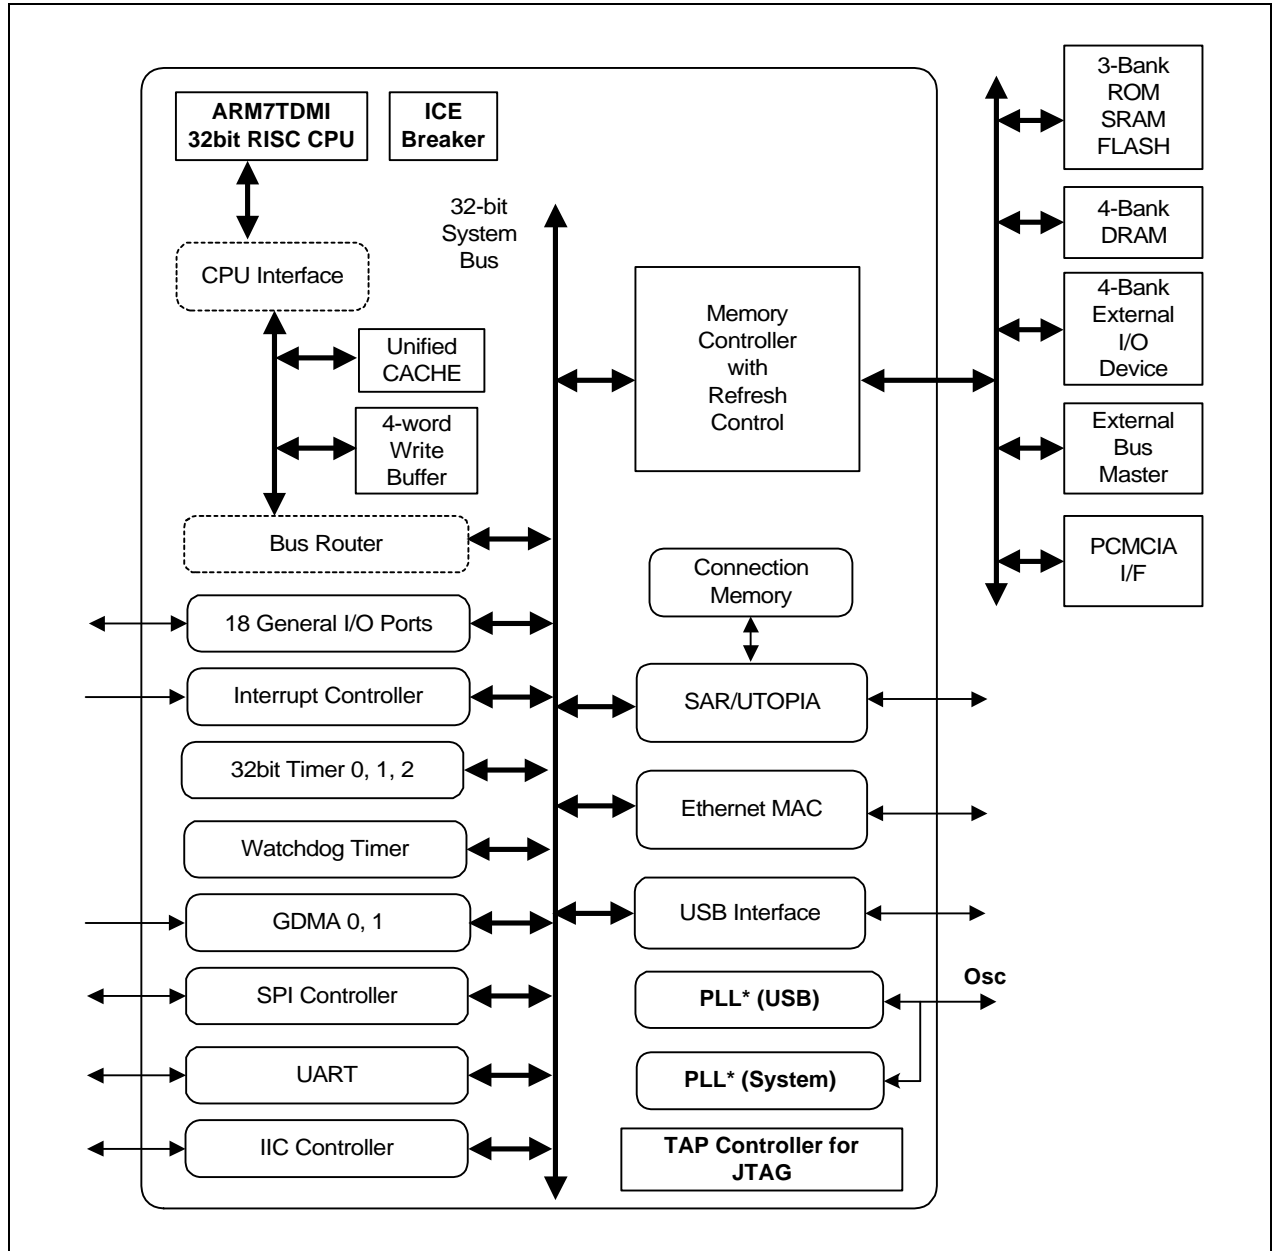 ARM7TDMI
32bit RISC CPU
ICE
Breaker
32-bit
System
Bus
CPU Interface
Unified
CACHE
4-word
Write
Buffer
Bus Router
18 General I/O Ports
Interrupt Controller
32bit Timer 0, 1, 2
Watchdog Timer
GDMA 0, 1
SPI Controller
UART
IIC Controller
Memory
Controller
with
Refresh
Control
Connection
Memory
SAR/UTOPIA
Ethernet MAC
USB Interface
PLL* (USB)
Osc
PLL* (System)
TAP Controller for
JTAG
3-Bank
ROM
SRAM
FLASH
4-Bank
DRAM
4-Bank
External
I/O
Device
External
Bus
Master
PCMCIA
I/F